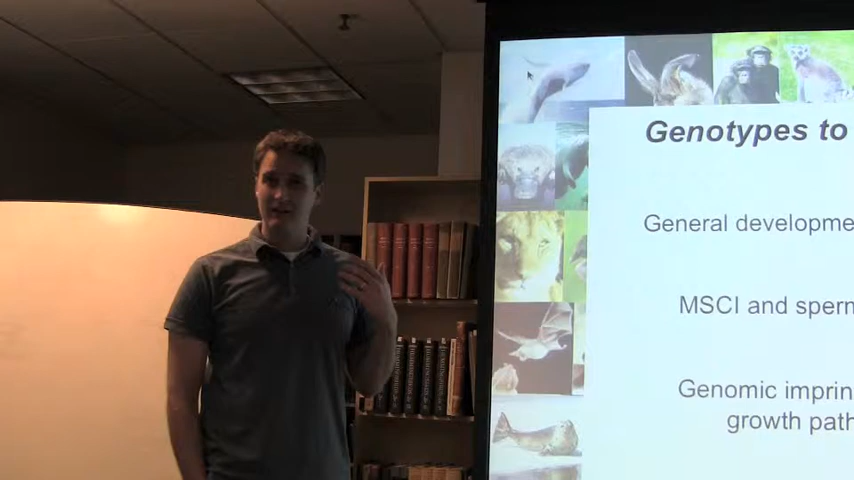 Genotypes to
General developme
MSCI and sperm
Genomic imprin
growth path